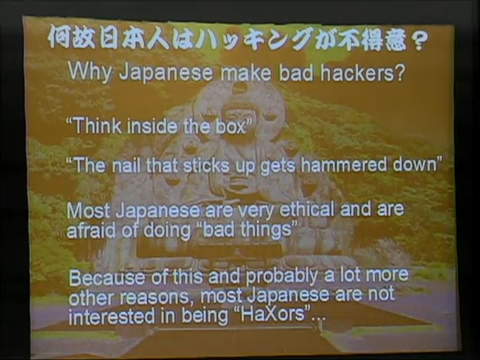 何故日本人はハッキングが不得意？
Why Japanese make bad hackers?
“Think inside the box”
“The nail that sticks up gets hammered down”
Most Japanese are very ethical and are
afraid of doing “bad things”
Because of this and probably a lot more
other reasons, most Japanese are not
interested in being “HaXors”...